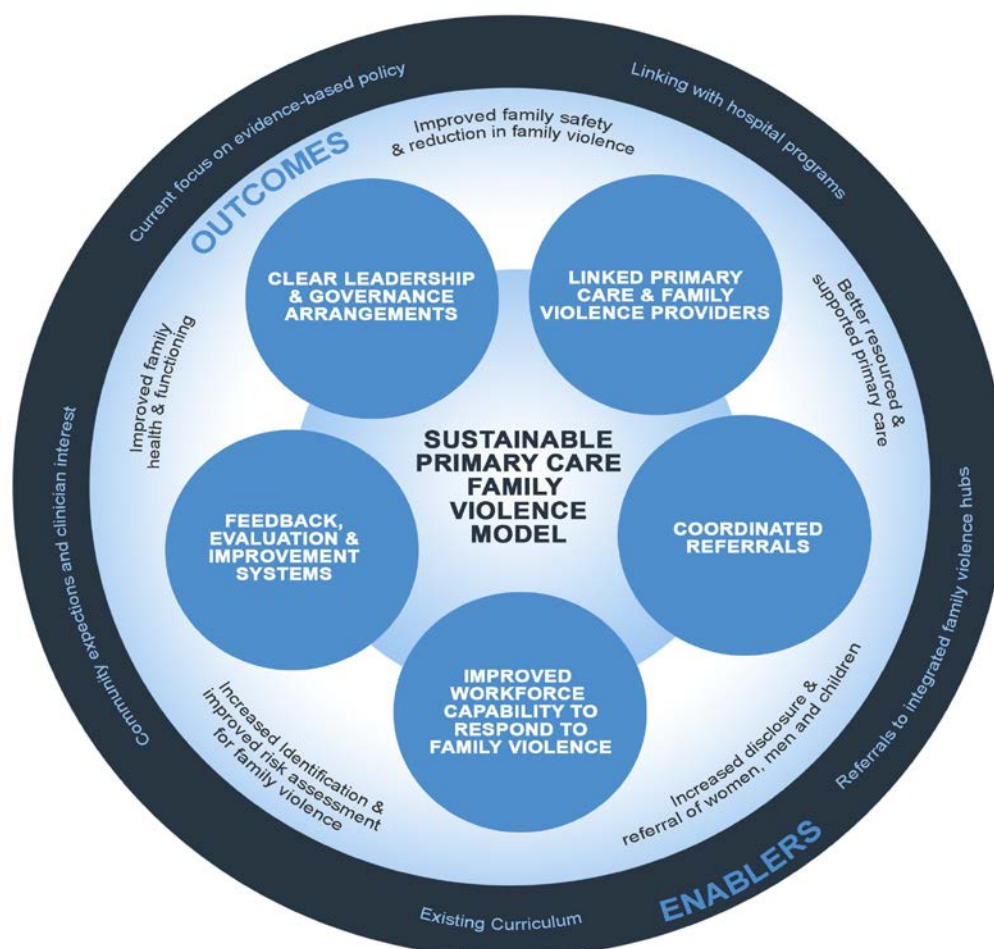 Current focus on evidence-based policy
Linking with hospital programs
OUTCOMES
Improved family safety
& reduction in family violence
CLEAR LEADERSHIP
& GOVERNANCE
ARRANGEMENTS
LINKED PRIMARY
CARE & FAMILY
VIOLENCE PROVIDERS
Better resourced &
supported primary care
Improved family
health & functioning
SUSTAINABLE
PRIMARY CARE
FAMILY
VIOLENCE
MODEL
FEEDBACK,
EVALUATION &
IMPROVEMENT
SYSTEMS
COORDINATED
REFERRALS
Community expectations and clinician interest
Referrals to integrated family violence hubs
IMPROVED
WORKFORCE
CAPABILITY TO
RESPOND TO
FAMILY VIOLENCE
Increased Identification &
improved risk assessment
for family violence
Increased disclosure &
referral of women, men and children
ENABLERS
Existing Curriculum